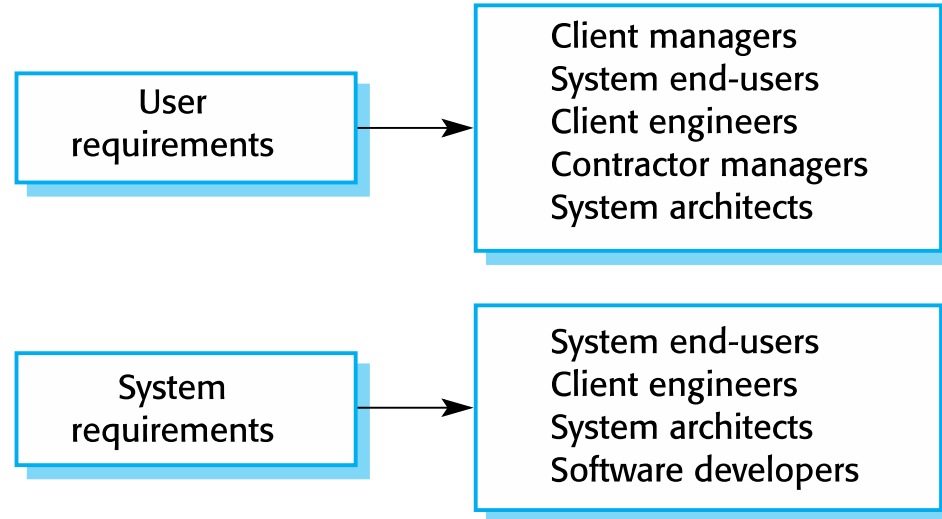 User
requirements
Client managers
System end-users
Client engineers
Contractor managers
System architects
System
requirements
System end-users
Client engineers
System architects
Software developers